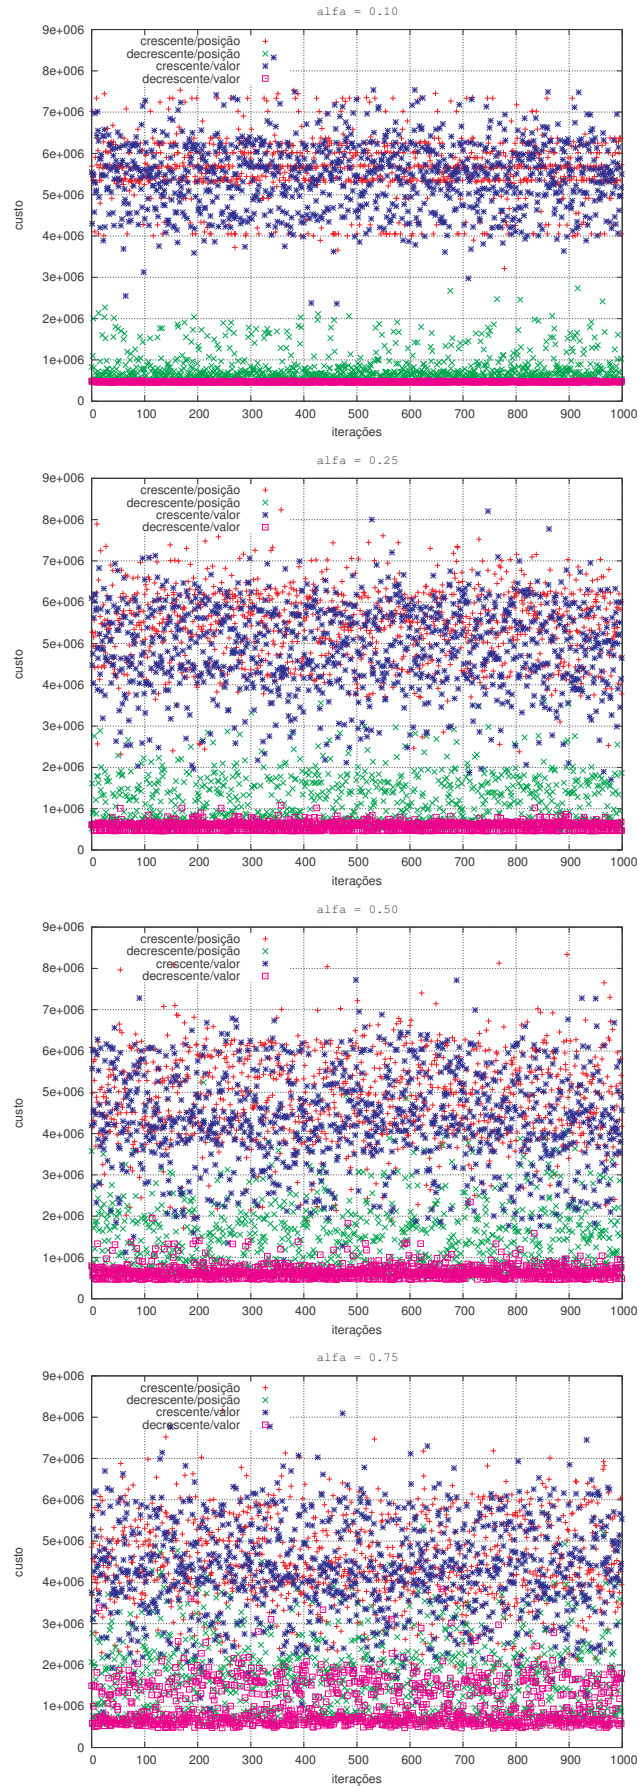 alfa = 0.10
9e+006
8e+006
7e+006
6e+006
5e+006
4e+006
3e+006
2e+006
1e+006
0
custo
crescente/posição
decrescente/posição
crescente/valor
decrescente/valor
0 100 200 300 400 500 600 700 800 900 1000
iterações
alfa = 0.25
9e+006
8e+006
7e+006
6e+006
5e+006
4e+006
3e+006
2e+006
1e+006
0
custo
crescente/posição
decrescente/posição
crescente/valor
decrescente/valor
0 100 200 300 400 500 600 700 800 900 1000
iterações
alfa = 0.50
9e+006
8e+006
7e+006
6e+006
5e+006
4e+006
3e+006
2e+006
1e+006
0
custo
crescente/posição
decrescente/posição
crescente/valor
decrescente/valor
0 100 200 300 400 500 600 700 800 900 1000
iterações
alfa = 0.75
9e+006
8e+006
7e+006
6e+006
5e+006
4e+006
3e+006
2e+006
1e+006
0
custo
crescente/posição
decrescente/posição
crescente/valor
decrescente/valor
0 100 200 300 400 500 600 700 800 900 1000
iterações